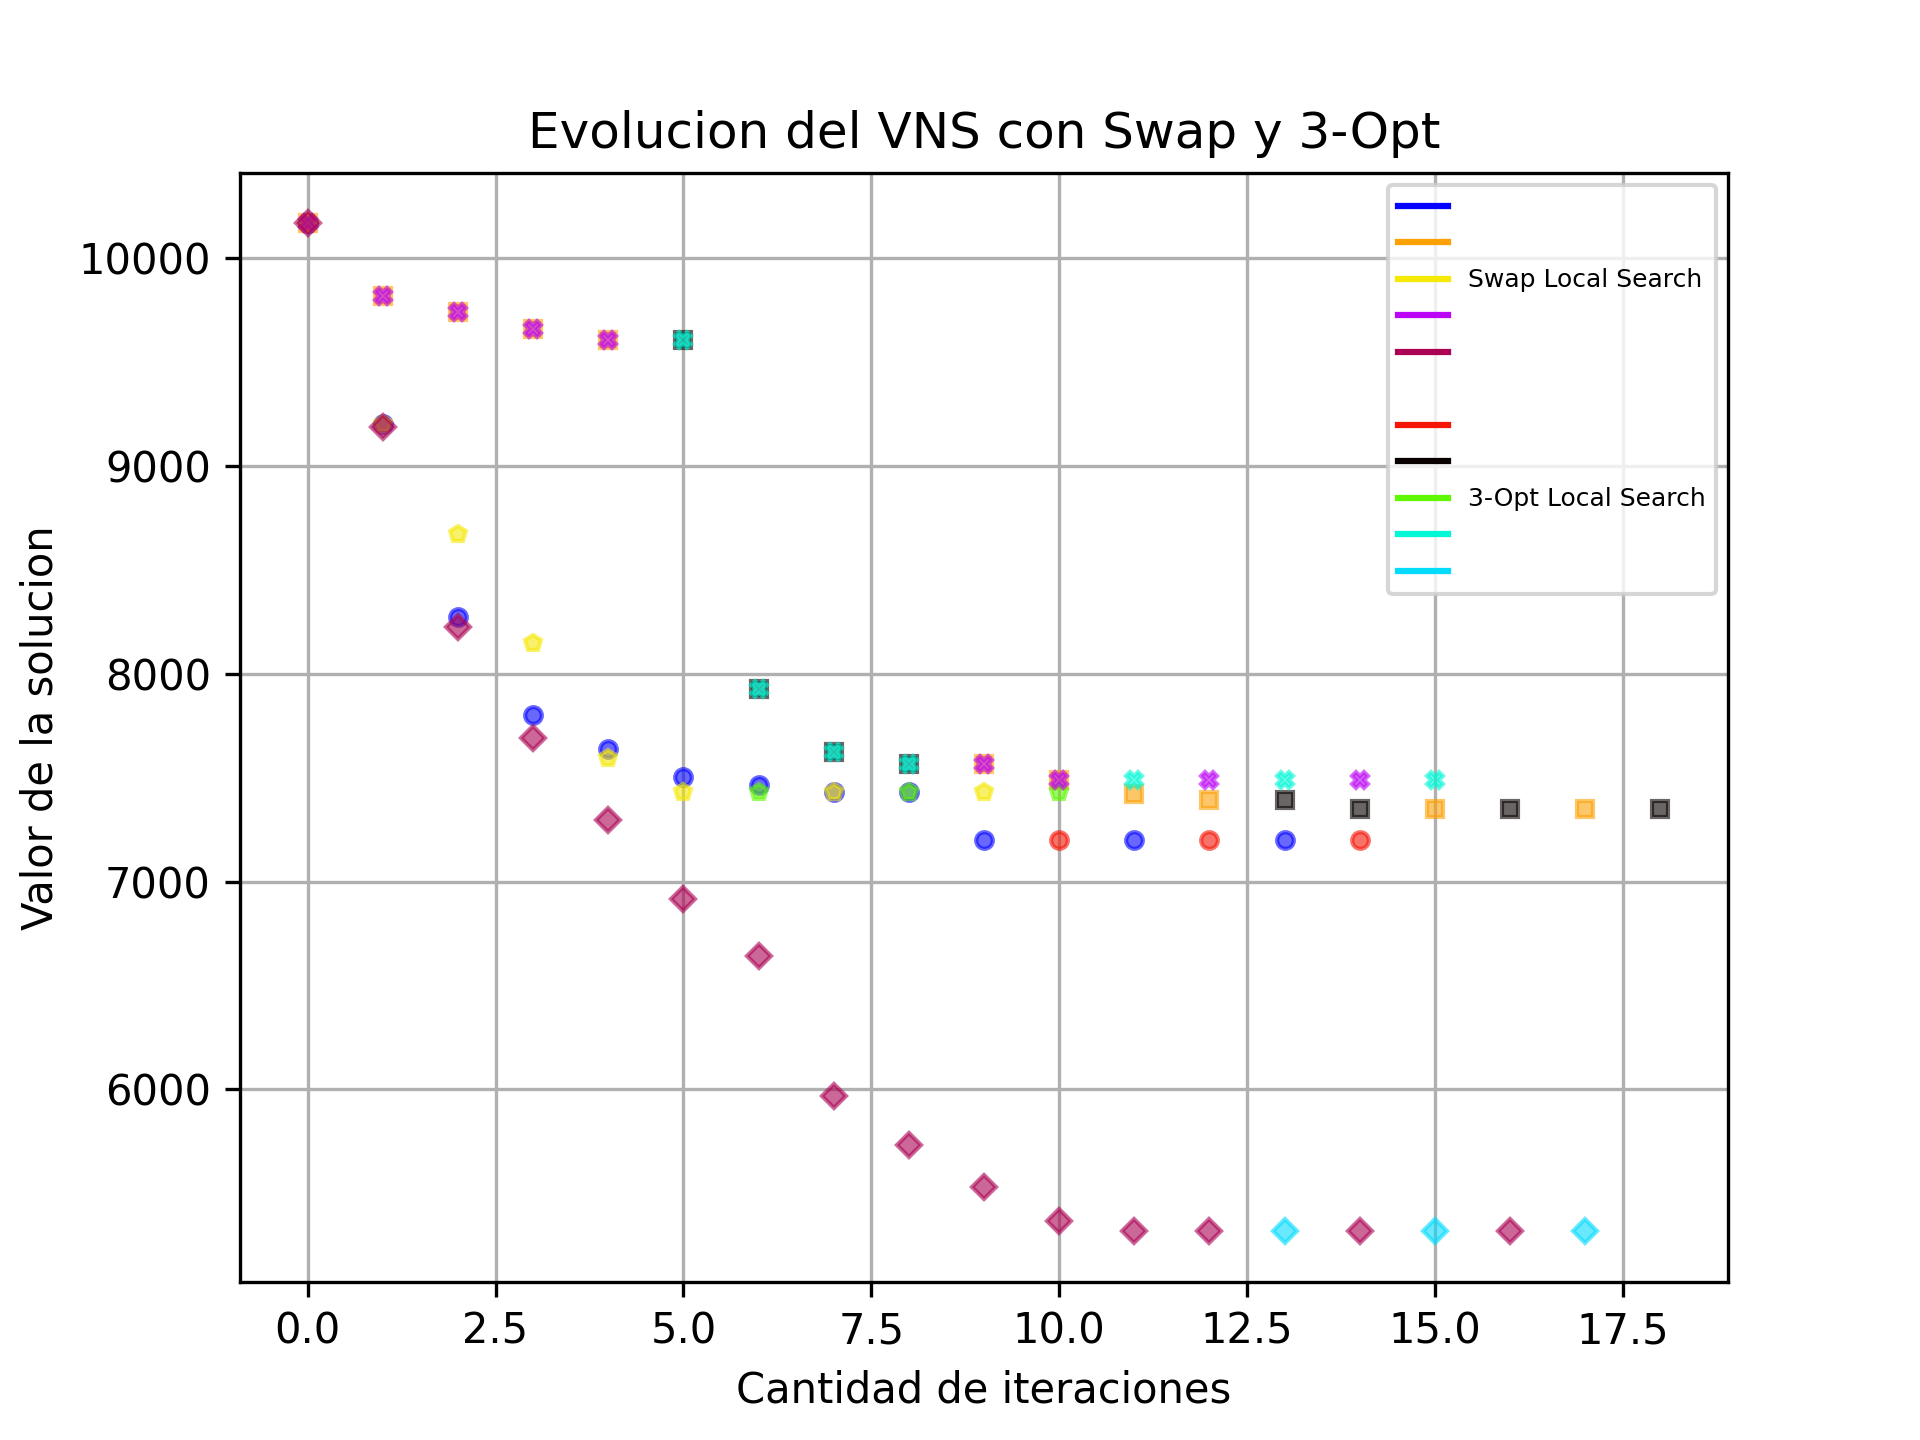 Evolucion del VNS con Swap y 3-Opt
10000
9000
8000
7000
6000
Valor de la solucion
Swap Local Search
3-Opt Local Search
0.0 2.5 5.0 7.5 10.0 12.5 15.0 17.5
Cantidad de iteraciones